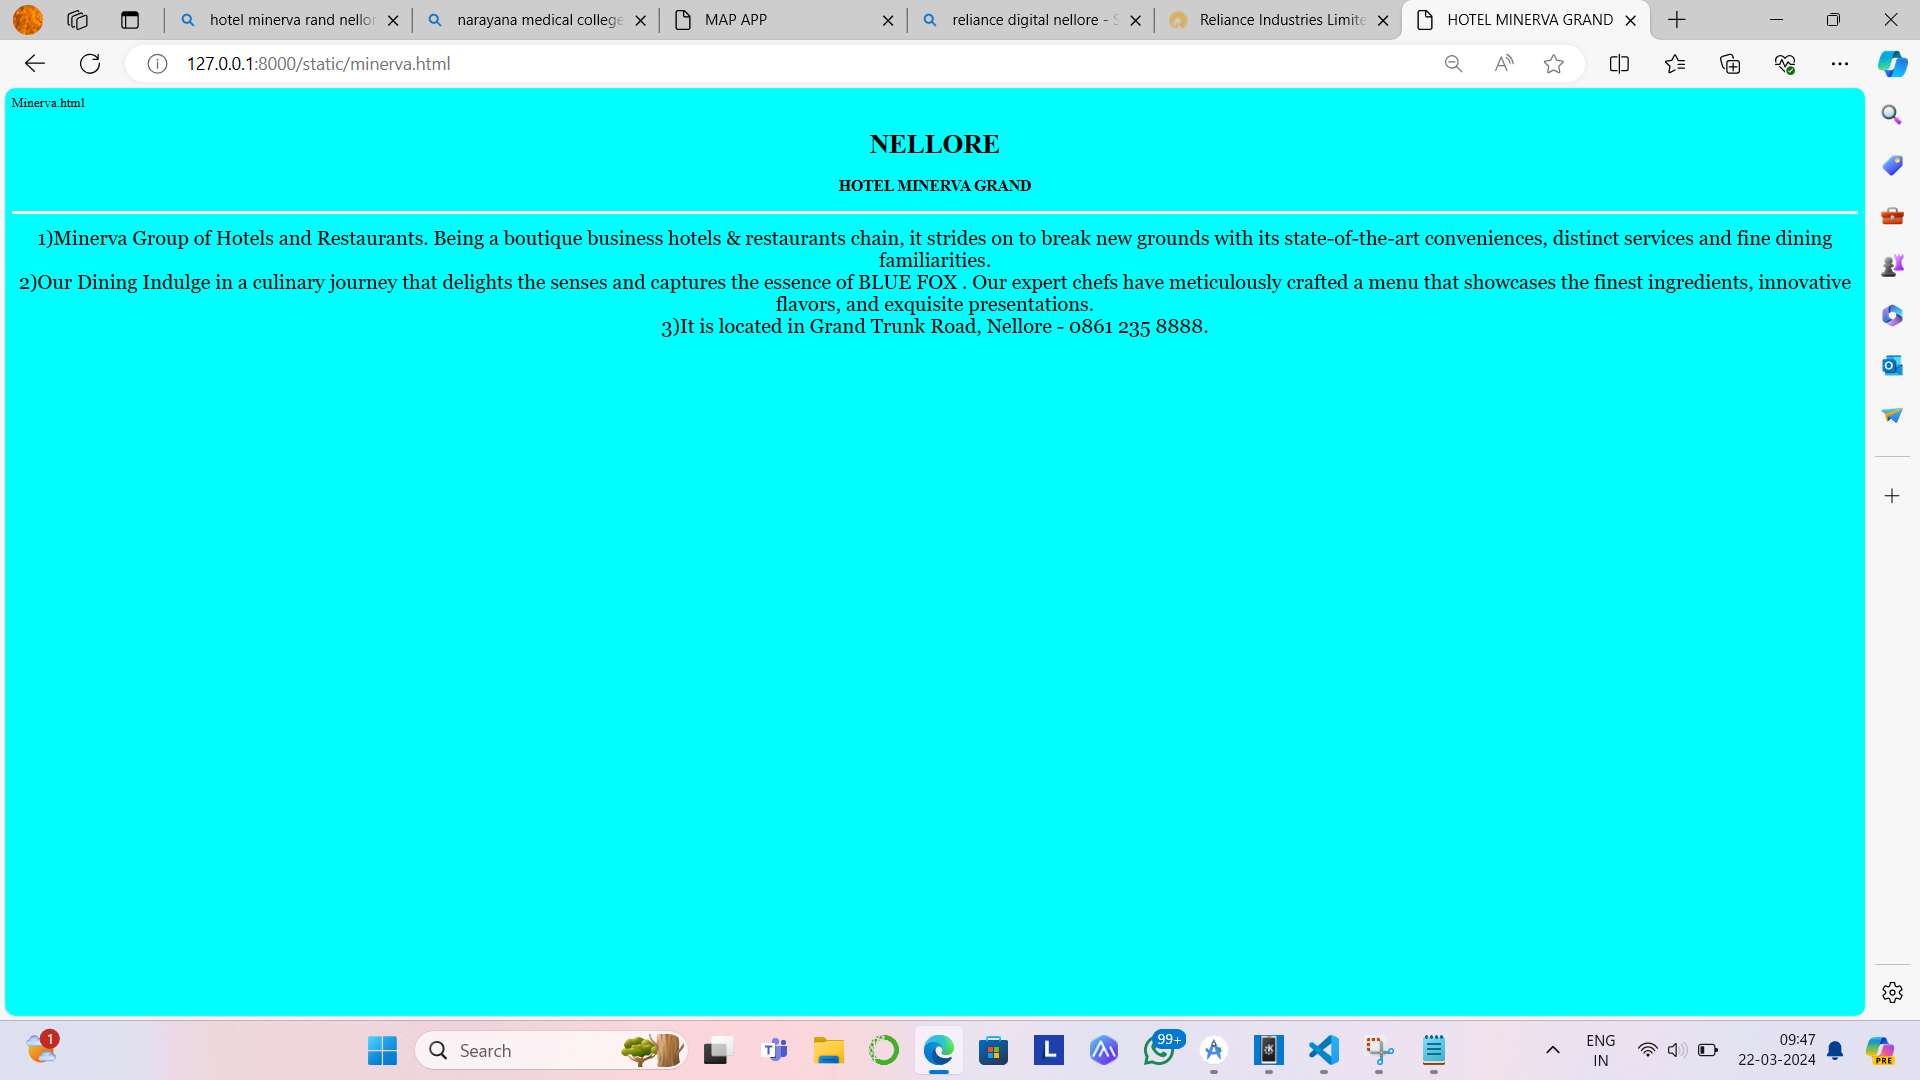 hotel minerva rand nellor
narayana medical college
MAP APP
reliance digital nellore - S
Reliance Industries Limite
HOTEL MINERVA GRAND
127.0.0.1:8000/static/minerva.html
Minerva.html
NELLORE
HOTEL MINERVA GRAND
1)Minerva Group of Hotels and Restaurants. Being a boutique business hotels & restaurants chain, it strides on to break new grounds with its state-of-the-art conveniences, distinct services and fine dining
familiarities.
2)Our Dining Indulge in a culinary journey that delights the senses and captures the essence of BLUE FOX . Our expert chefs have meticulously crafted a menu that showcases the finest ingredients, innovative
flavors, and exquisite presentations.
3)It is located in Grand Trunk Road, Nellore - 0861 235 8888.
1
Search
99+
L
ENG
IN
09:47
22-03-2024
PRE